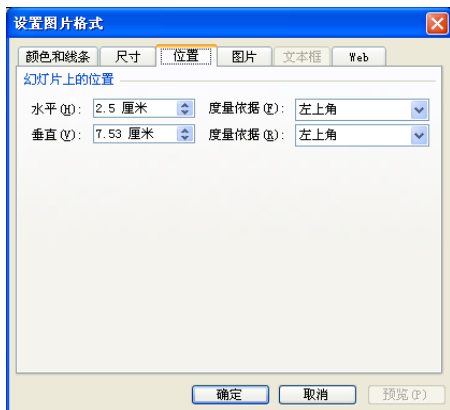 设置图片格式
颜色和线条 尺寸 位置 图片 文本框 Web
幻灯片上的位置
水平(H): 2.5 厘米 度量依据(F): 左上角
垂直(V): 7.53 厘米 度量依据(R): 左上角
确定 取消 预览(P)